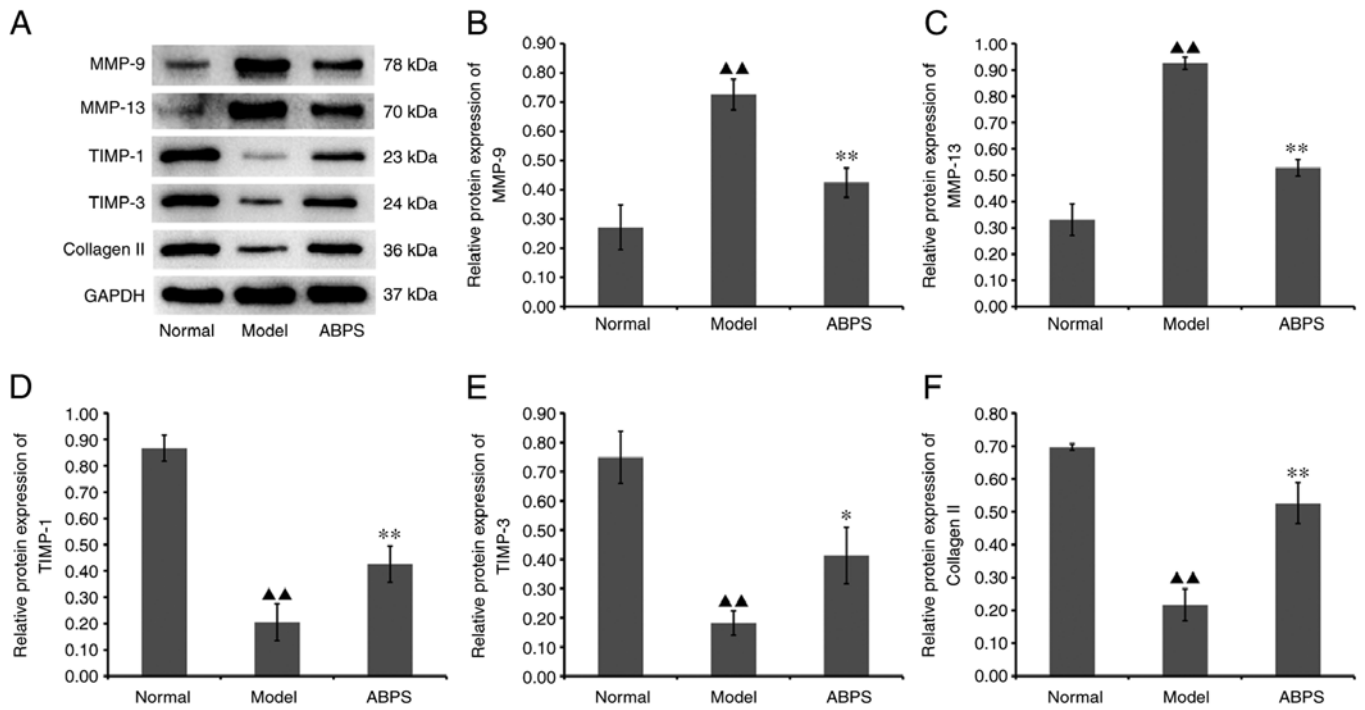 A
MMP-9 78 kDa
MMP-13 70 kDa
TIMP-1 23 kDa
TIMP-3 24 kDa
Collagen II 36 kDa
GAPDH 37 kDa
Normal Model ABPS
B
Relative protein expression of
MMP-9
0.90
0.80
0.70
0.60
0.50
0.40
0.30
0.20
0.10
0.00
▲▲
**
Normal Model ABPS
C
Relative protein expression of
MMP-13
1.00
0.90
0.80
0.70
0.60
0.50
0.40
0.30
0.20
0.10
0.00
▲▲
**
Normal Model ABPS
D
Relative protein expression of
TIMP-1
1.00
0.90
0.80
0.70
0.60
0.50
0.40
0.30
0.20
0.10
0.00
▲▲
**
Normal Model ABPS
E
Relative protein expression of
TIMP-3
0.90
0.80
0.70
0.60
0.50
0.40
0.30
0.20
0.10
0.00
▲▲
*
Normal Model ABPS
F
Relative protein expression of
Collagen II
0.80
0.70
0.60
0.50
0.40
0.30
0.20
0.10
0.00
▲▲
**
Normal Model ABPS